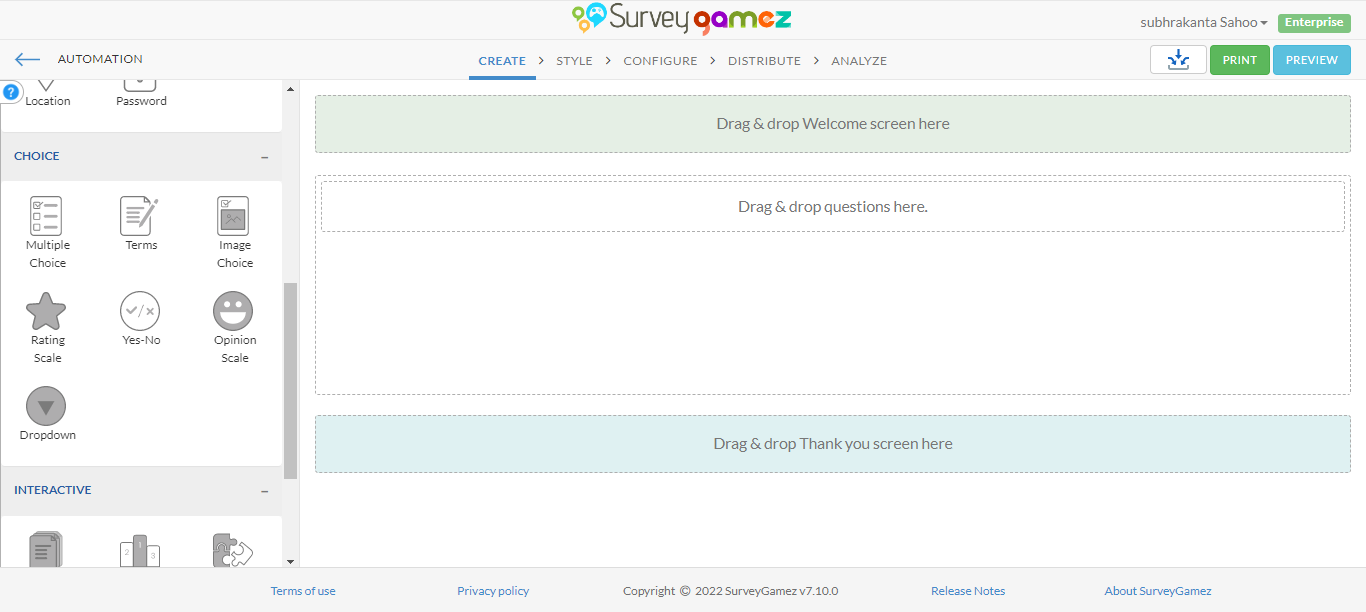 Survey gamez
subhrakanta Sahoo
Enterprise
AUTOMATION
CREATE > STYLE > CONFIGURE > DISTRIBUTE > ANALYZE
PRINT
PREVIEW
?
Location
Password
CHOICE
Multiple
Choice
Terms
Image
Choice
Rating
Scale
Yes-No
Opinion
Scale
Dropdown
INTERACTIVE
2
1
3
Drag & drop Welcome screen here
Drag & drop questions here.
Drag & drop Thank you screen here
Terms of use
Privacy policy
Copyright © 2022 SurveyGamez v7.10.0
Release Notes
About SurveyGamez